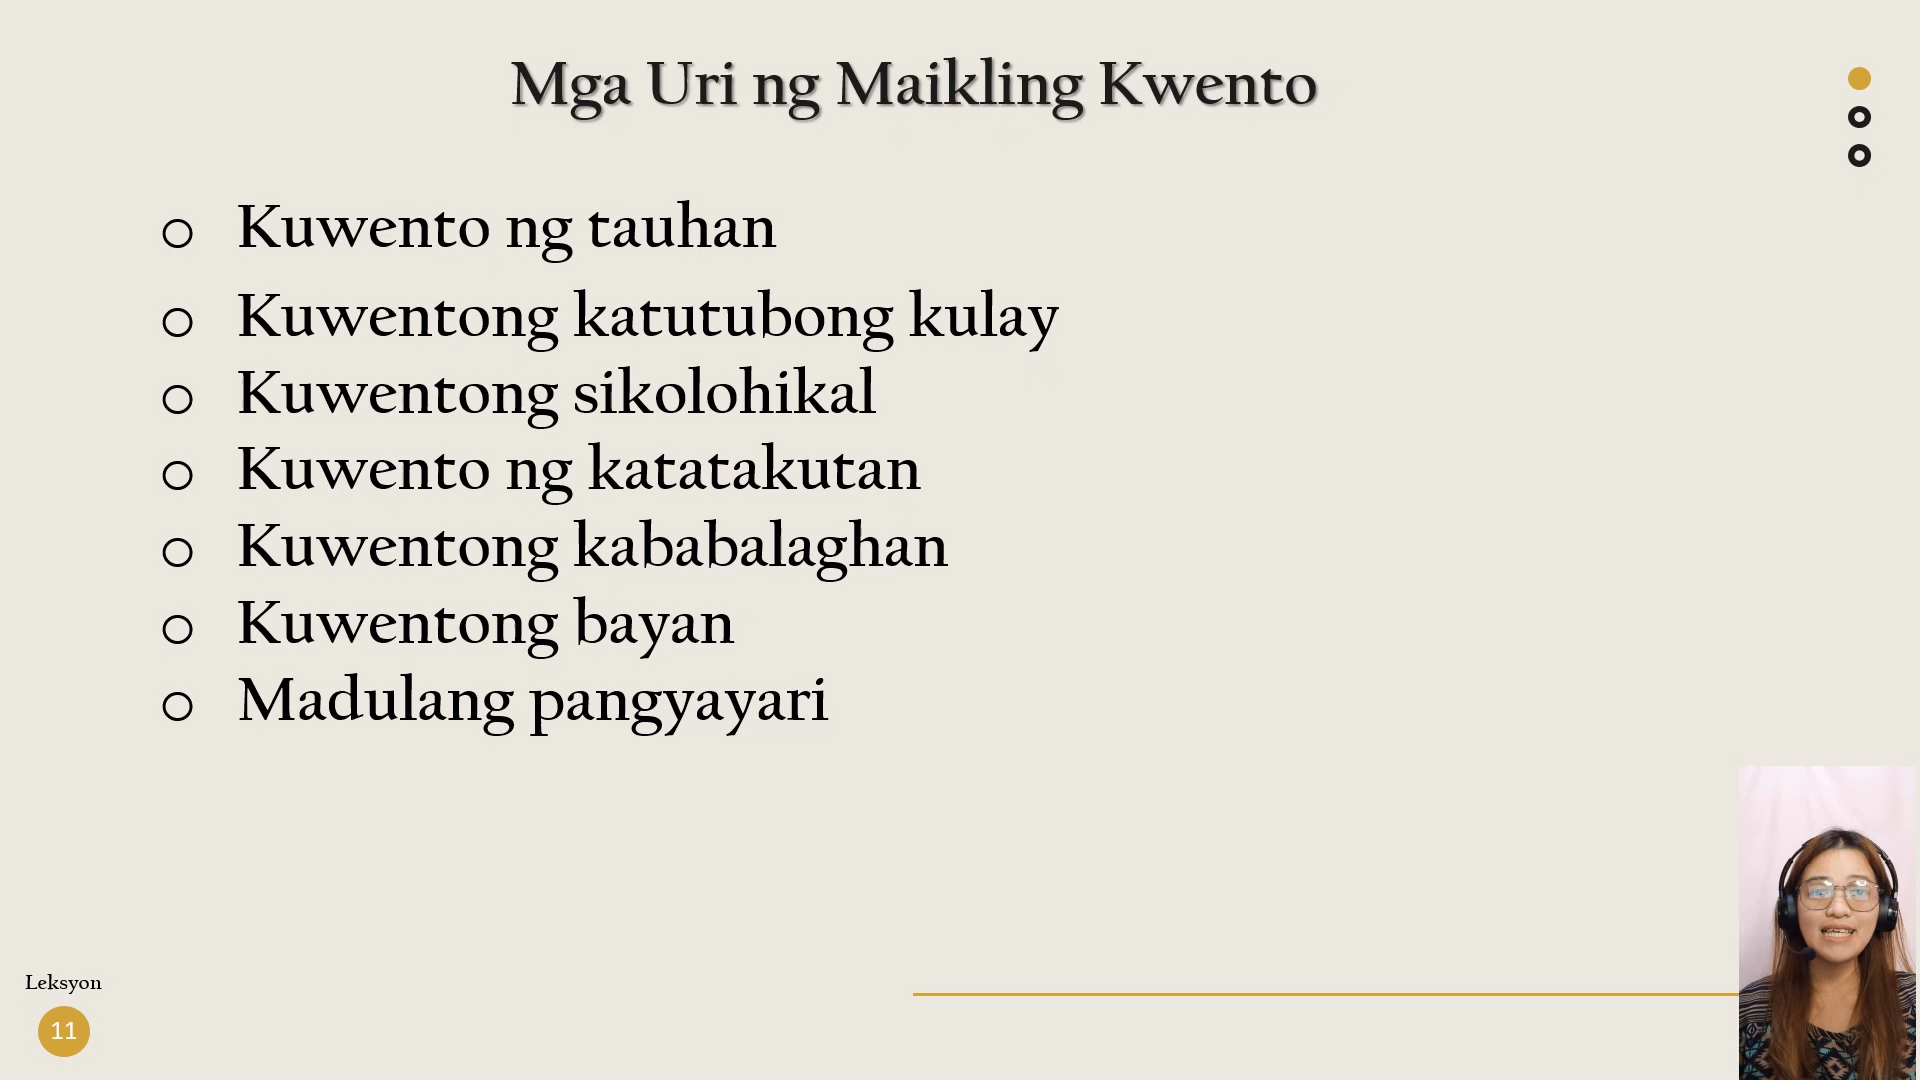 Mga Uri ng Maikling Kwento
Kuwento ng tauhan
Kuwentong katutubong kulay
Kuwentong sikolohikal
Kuwento ng katatakutan
Kuwentong kababalaghan
Kuwentong bayan
Madulang pangyayari
Leksyon
11